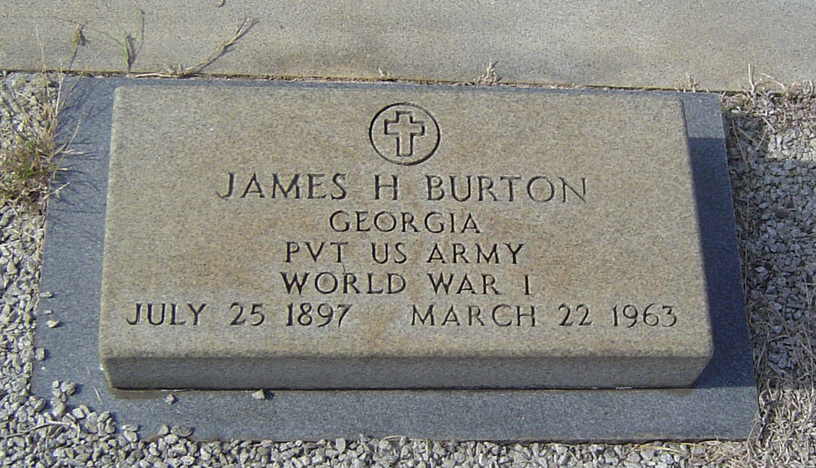 JAMES H BURTON
GEORGIA
PVT US ARMY
WORLD WAR I
JULY 25 1897 MARCH 22 1963